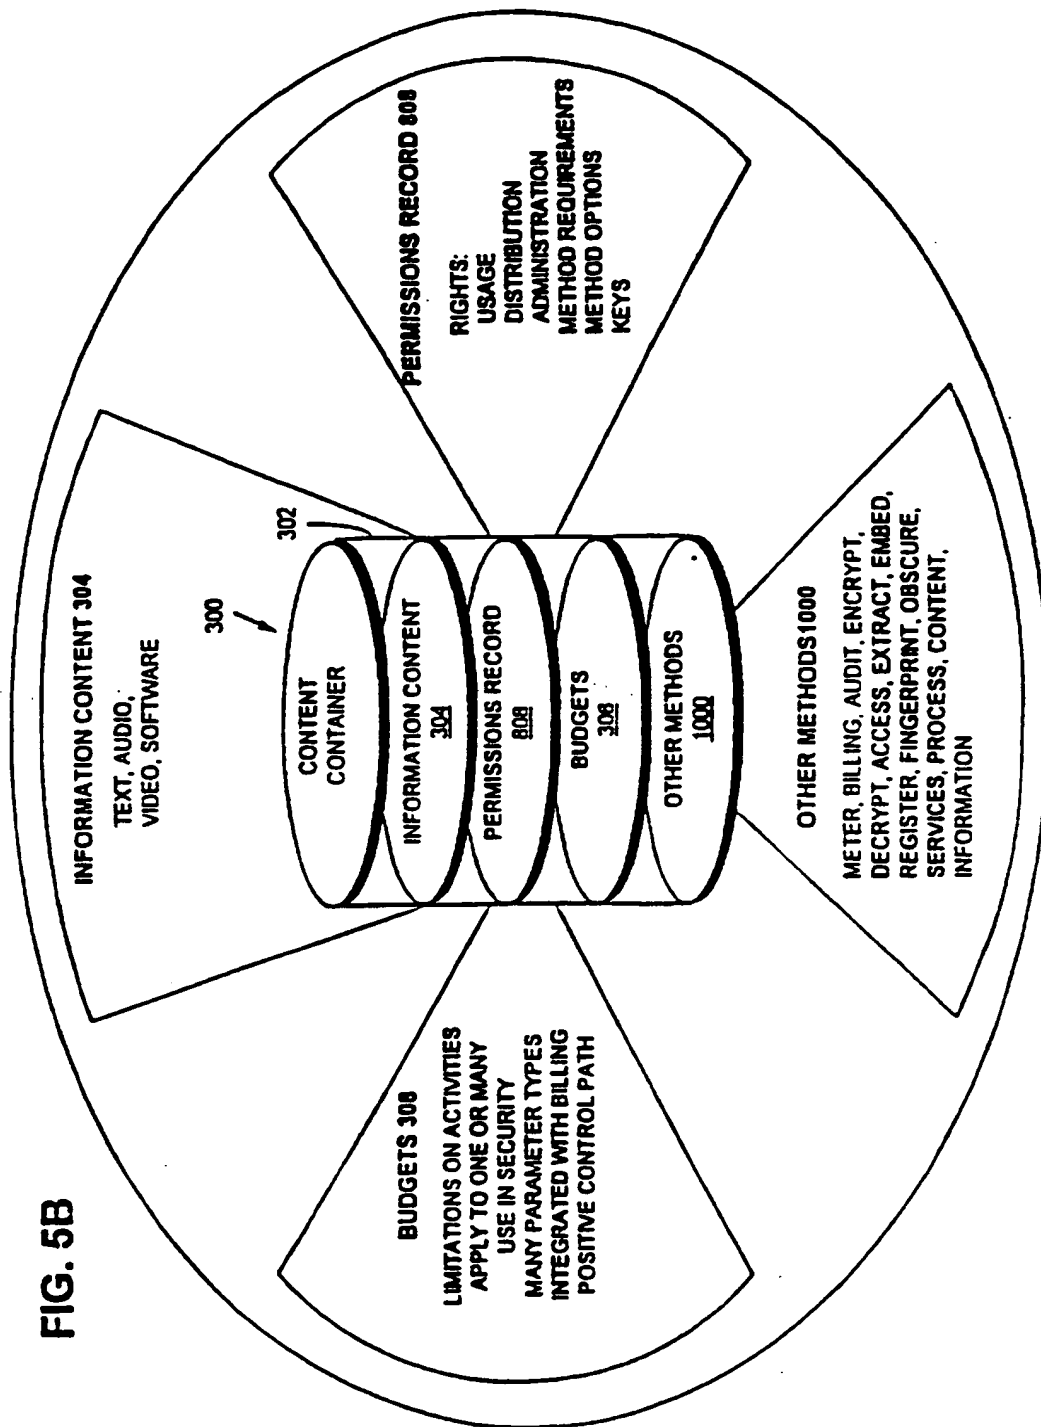 FIG. 5B
INFORMATION CONTENT 304
TEXT, AUDIO,
VIDEO, SOFTWARE
300
302
CONTENT
CONTAINER
INFORMATION CONTENT
304
PERMISSIONS RECORD
808
BUDGETS
308
OTHER METHODS
1000
BUDGETS 308
LIMITATIONS ON ACTIVITIES
APPLY TO ONE OR MANY
USE IN SECURITY
MANY PARAMETER TYPES
INTEGRATED WITH BILLING
POSITIVE CONTROL PATH
PERMISSIONS RECORD 808
RIGHTS:
USAGE
DISTRIBUTION
ADMINISTRATION
METHOD REQUIREMENTS
METHOD OPTIONS
KEYS
OTHER METHODS1000
METER, BILLING, AUDIT, ENCRYPT,
DECRYPT, ACCESS, EXTRACT, EMBED,
REGISTER, FINGERPRINT, OBSCURE,
SERVICES, PROCESS, CONTENT,
INFORMATION